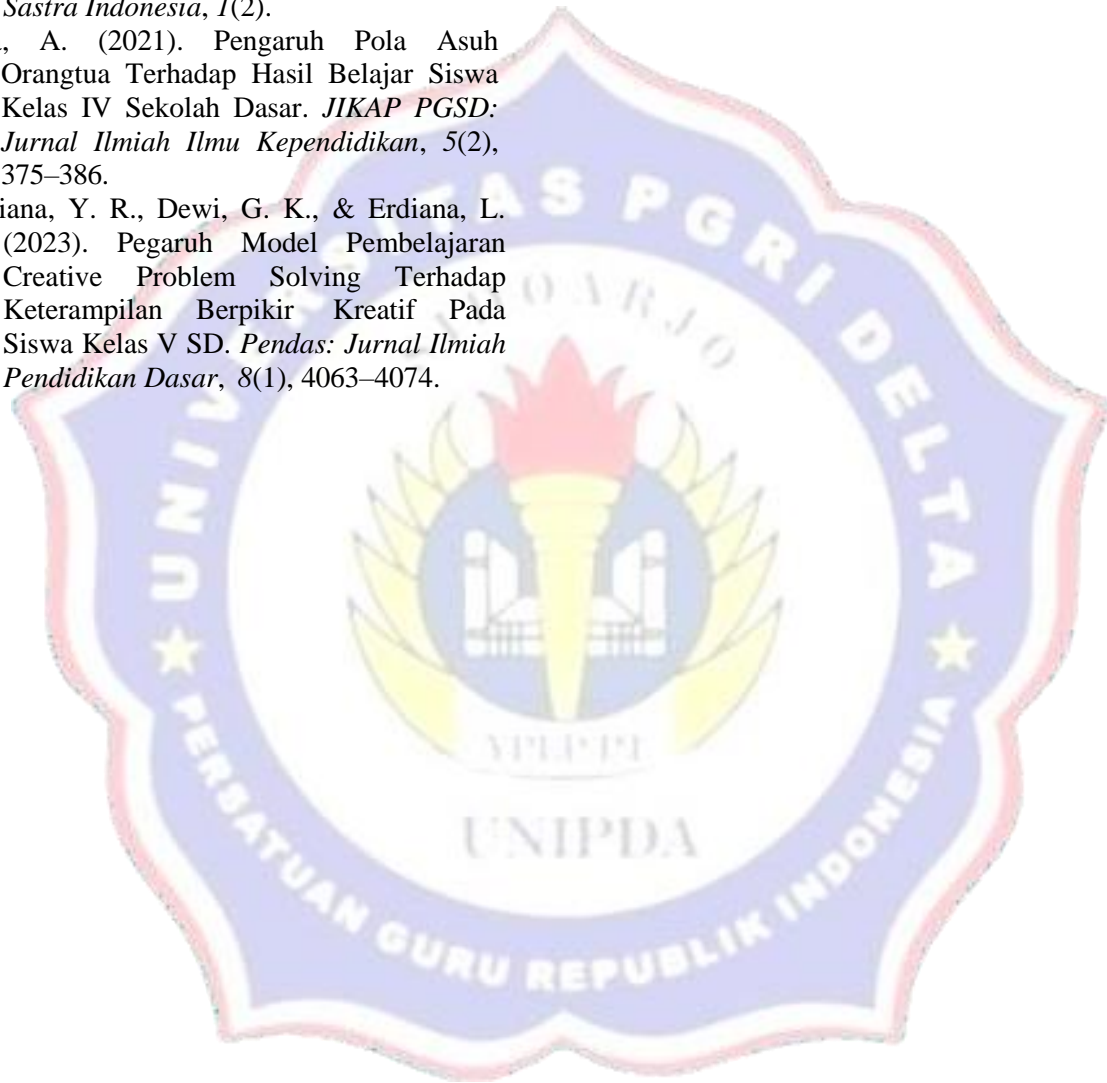 Sastra Indonesia, 1(2).
, A. (2021). Pengaruh Pola Asuh
Orangtua Terhadap Hasil Belajar Siswa
Kelas IV Sekolah Dasar. JIKAP PGSD:
Jurnal Ilmiah Ilmu Kependidikan, 5(2),
375–386.
iana, Y. R., Dewi, G. K., & Erdiana, L.
(2023). Pegaruh Model Pembelajaran
Creative Problem Solving Terhadap
Keterampilan Berpikir Kreatif Pada
Siswa Kelas V SD. Pendas: Jurnal Ilmiah
Pendidikan Dasar, 8(1), 4063–4074.
UNIVERSITAS PGRI DELTA
SIDOARJO
YPLP PT
UNIPDA
PERSATUAN GURU REPUBLIK INDONESIA